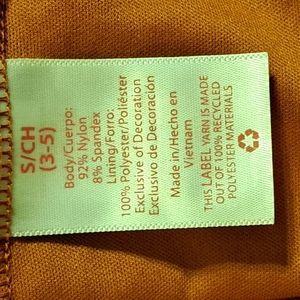 S/CH
(3-5)
Body/Cuerpo:
92% Nylon
8% Spandex
Lining/Forro:
100% Polyester/Poliéster
Exclusive of Decoration
Exclusive de Decoración
Made in/Hecho en
Vietnam
THIS LABEL YARN IS MADE
OUT OF 100% RECYCLED
POLYESTER MATERIALS